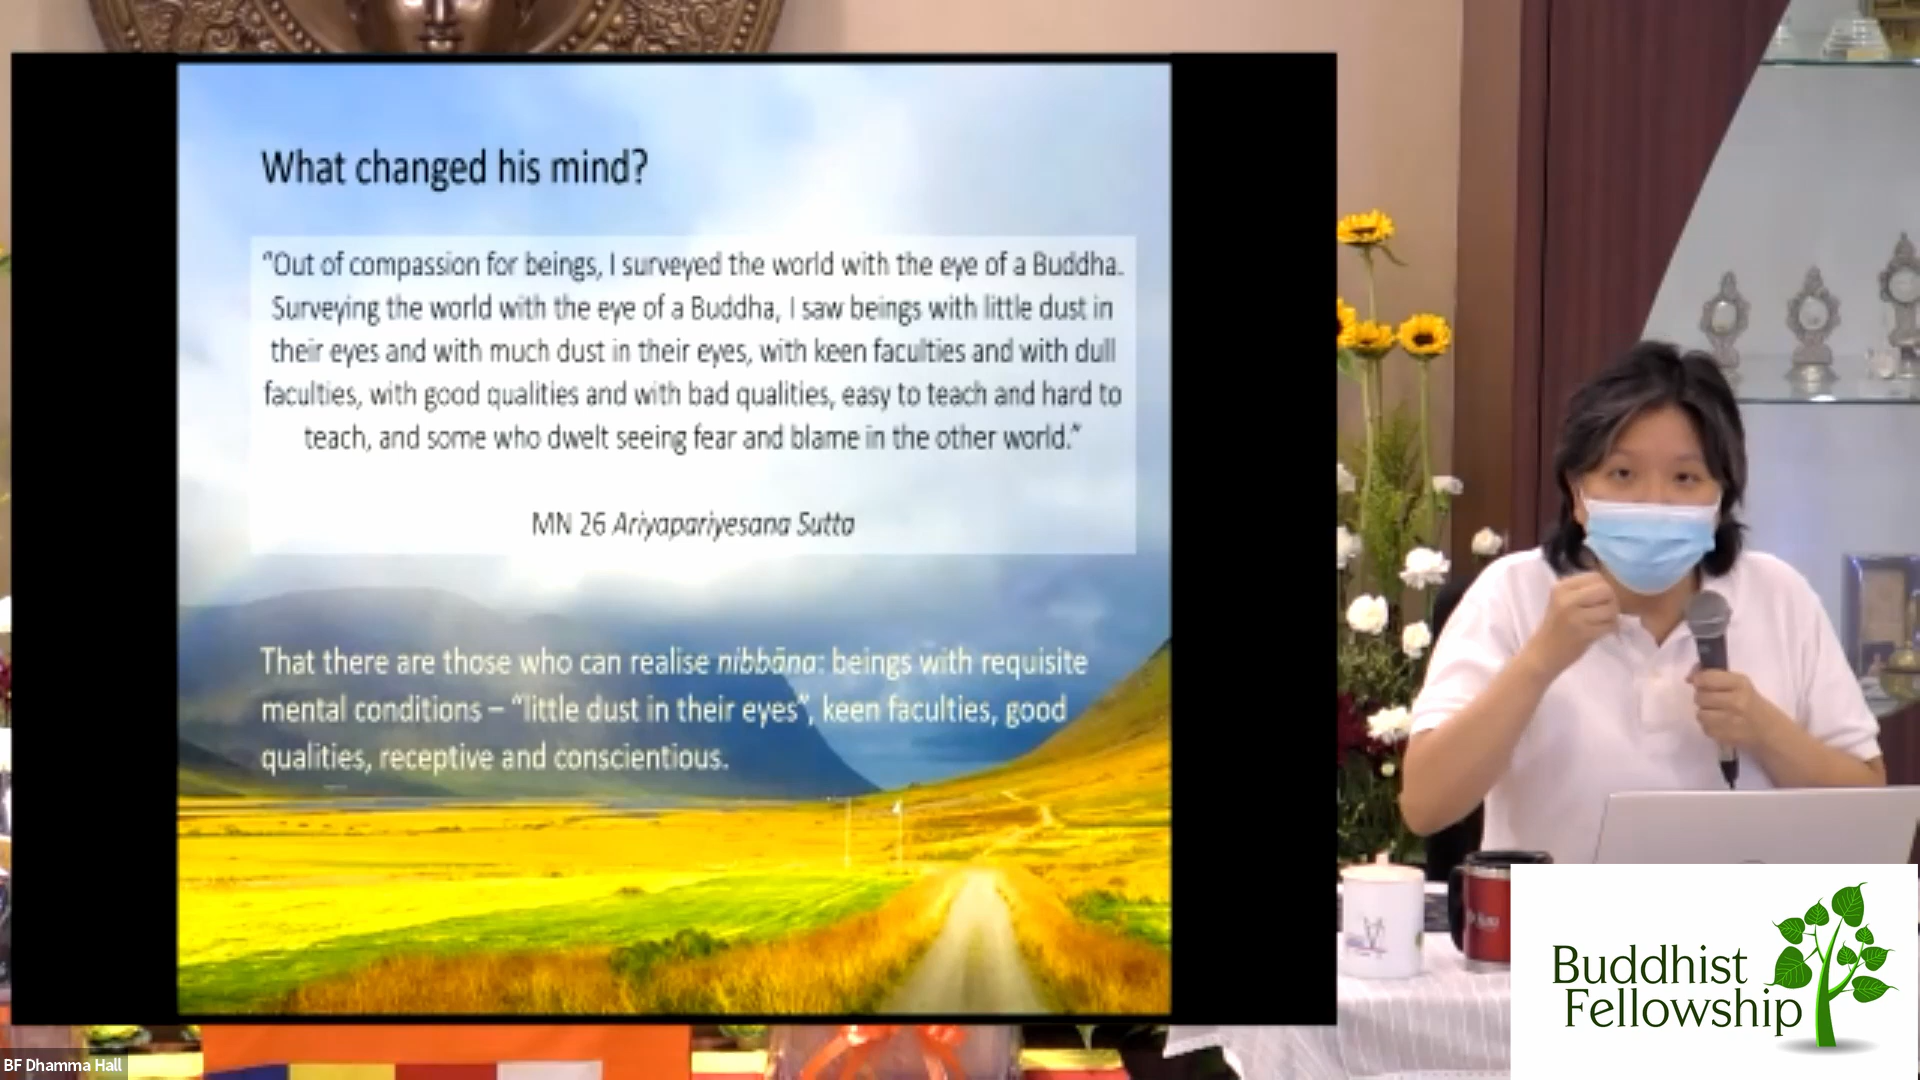 What changed his mind?
“Out of compassion for beings, I surveyed the world with the eye of a Buddha.
Surveying the world with the eye of a Buddha, I saw beings with little dust in
their eyes and with much dust in their eyes, with keen faculties and with dull
faculties, with good qualities and with bad qualities, easy to teach and hard to
teach, and some who dwelt seeing fear and blame in the other world.”
MN 26 Ariyapariyesana Sutta
That there are those who can realise nibbāna: beings with requisite
mental conditions – “little dust in their eyes”, keen faculties, good
qualities, receptive and conscientious.
Buddhist
Fellowship
BF Dhamma Hall